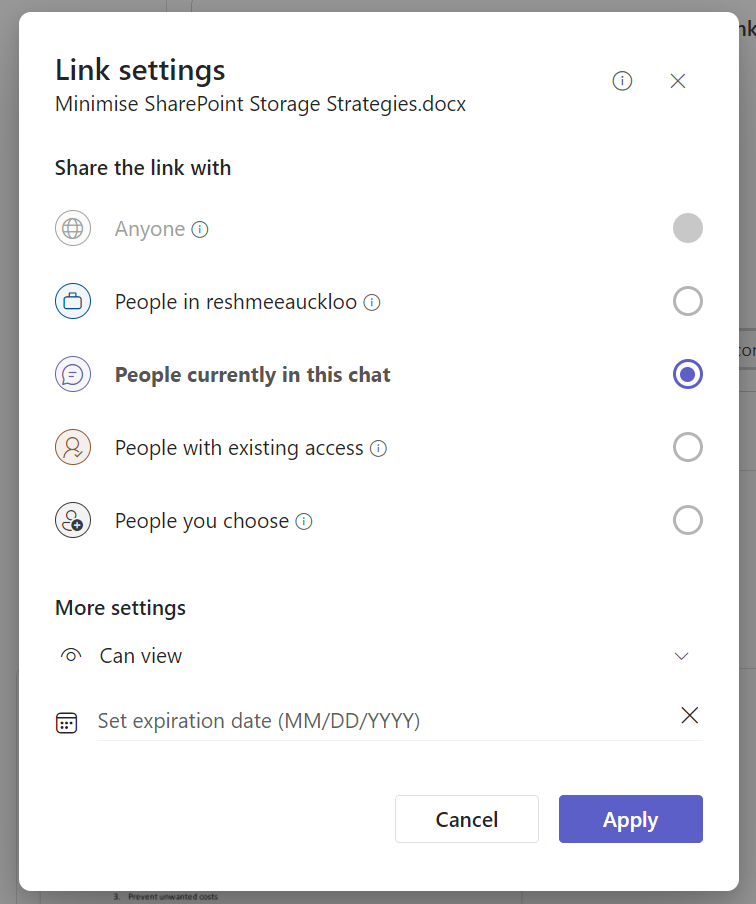 Link settings
Minimise SharePoint Storage Strategies.docx
Share the link with
Anyone
People in reshmeeauckloo
People currently in this chat
People with existing access
People you choose
More settings
Can view
Set expiration date (MM/DD/YYYY)
Cancel
Apply
3. Prevent unwanted costs